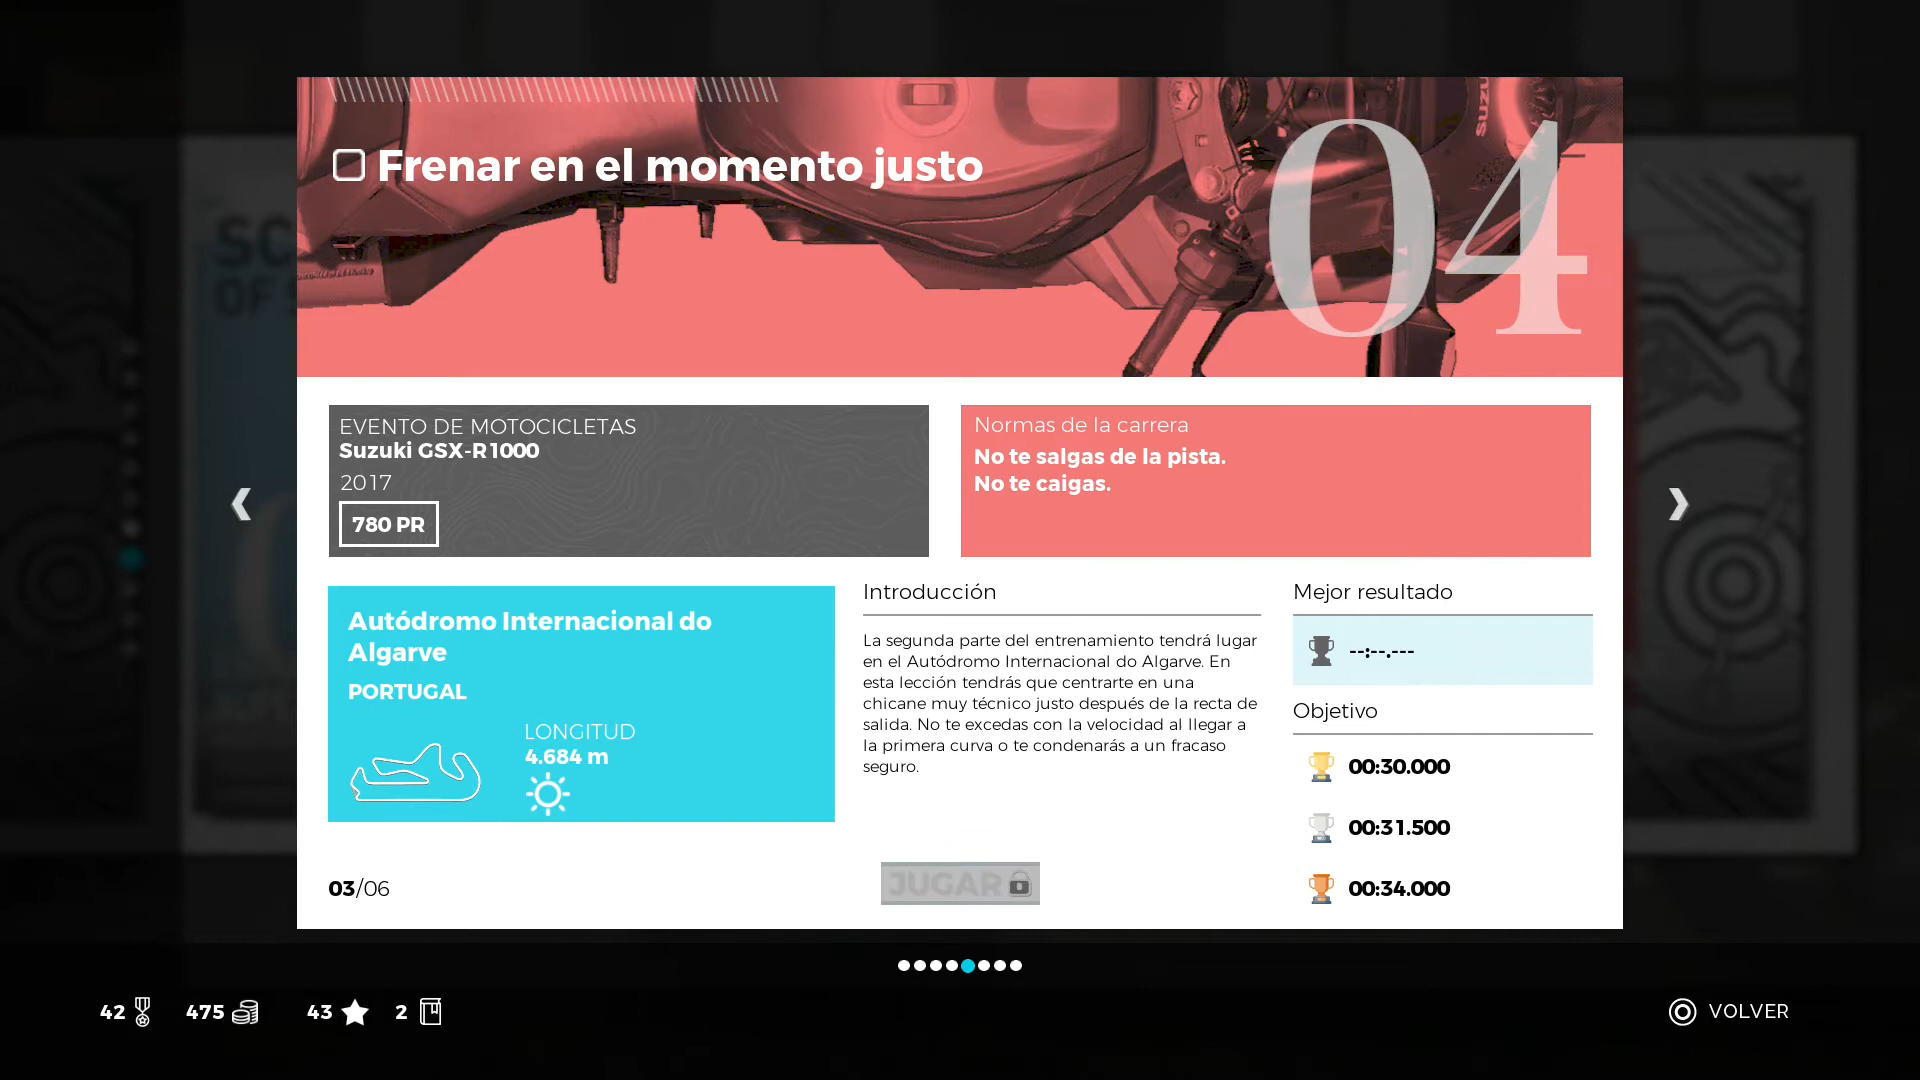 Frenar en el momento justo
04
EVENTO DE MOTOCICLETAS
Suzuki GSX-R1000
2017
780 PR
Normas de la carrera
No te salgas de la pista.
No te caigas.
Autódromo Internacional do
Algarve
PORTUGAL
LONGITUD
4.684 m
Introducción
La segunda parte del entrenamiento tendrá lugar
en el Autódromo Internacional do Algarve. En
esta lección tendrás que centrarte en una
chicane muy técnico justo después de la recta de
salida. No te excedas con la velocidad al llegar a
la primera curva o te condenarás a un fracaso
seguro.
Mejor resultado
--:--.---
Objetivo
00:30.000
00:31.500
00:34.000
03/06
JUGAR
42
475
43
2
VOLVER